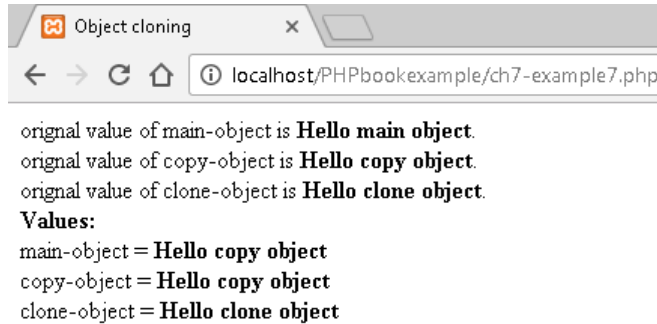 Object cloning
localhost/PHPbookexample/ch7-example7.php
orignal value of main-object is Hello main object.
orignal value of copy-object is Hello copy object.
orignal value of clone-object is Hello clone object.
Values:
main-object = Hello copy object
copy-object = Hello copy object
clone-object = Hello clone object